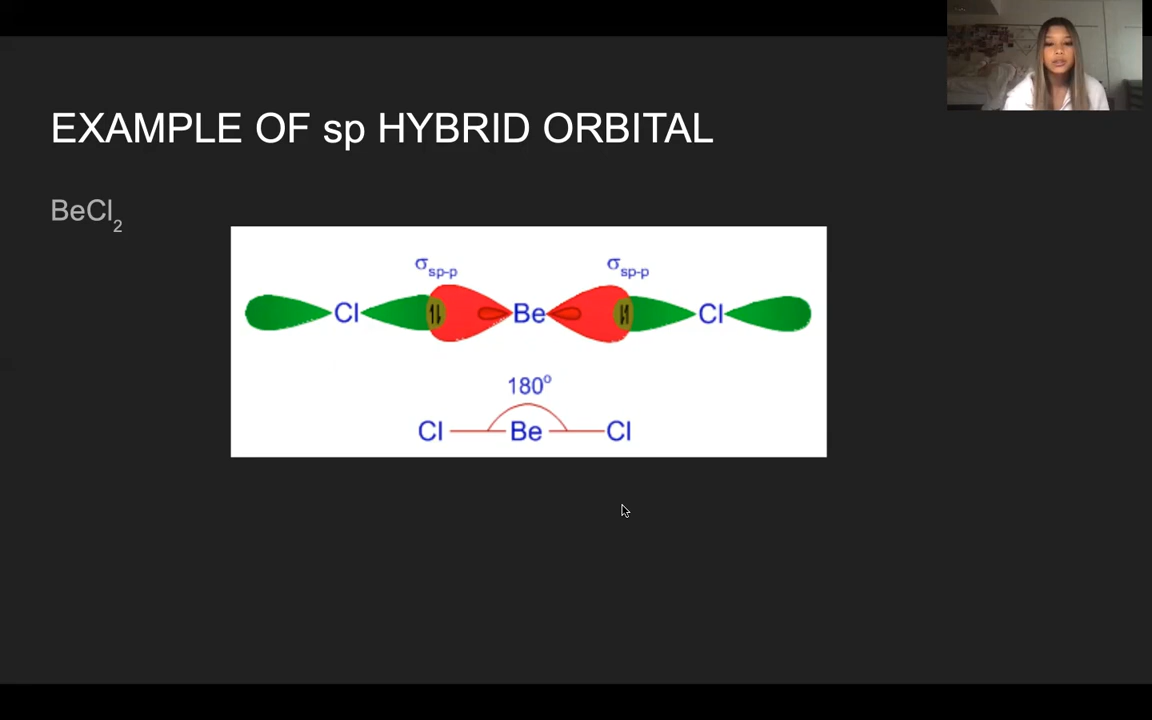 EXAMPLE OF sp HYBRID ORBITAL
BeCl₂
σsp-p σsp-p
Cl Be Cl
180°
Cl Be Cl